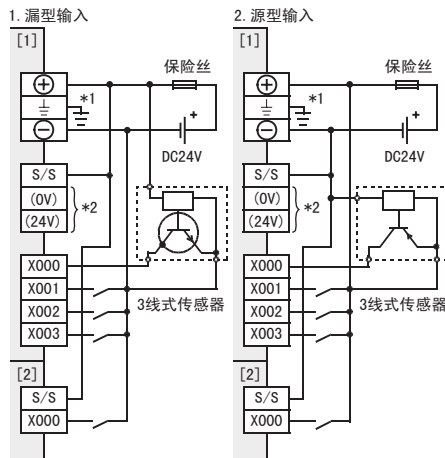 1. 漏型输入
[1]
保险丝
*1
+
DC24V
S/S
(0V)
(24V)
*2
X000
X001
X002
X003
3线式传感器
[2]
S/S
X000
2. 源型输入
[1]
保险丝
*1
+
DC24V
S/S
(0V)
(24V)
*2
X000
X001
X002
X003
3线式传感器
[2]
S/S
X000